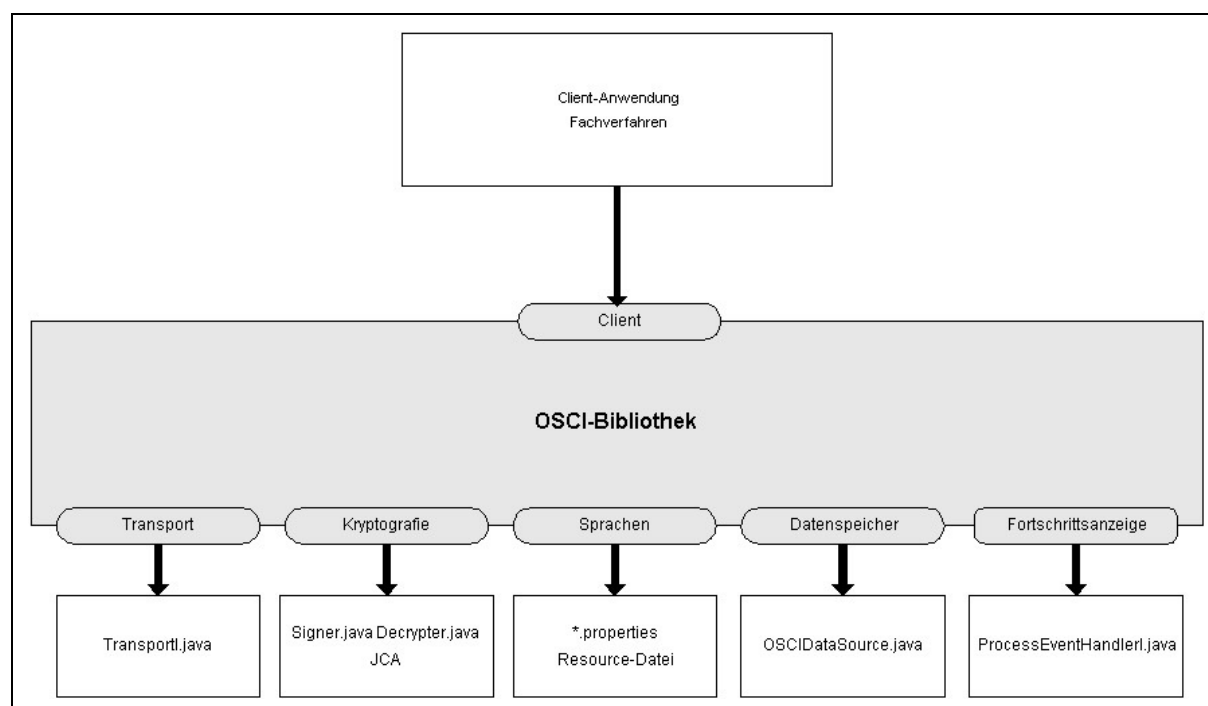 Client-Anwendung
Fachverfahren
Client
OSCI-Bibliothek
Transport
Kryptografie
Sprachen
Datenspeicher
Fortschrittsanzeige
TransportI.java
Signer.java Decrypter.java
JCA
*.properties
Resource-Datei
OSCIDataSource.java
ProcessEventHandlerI.java